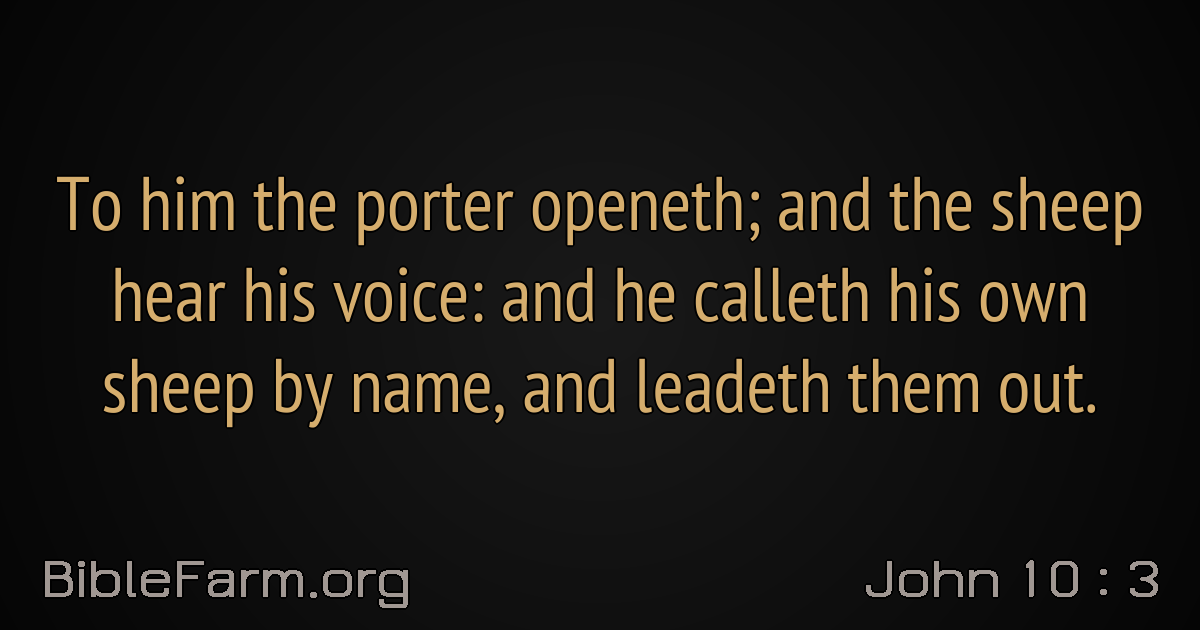 To him the porter openeth; and the sheep
hear his voice: and he calleth his own
sheep by name, and leadeth them out.
BibleFarm.org
John 10 : 3